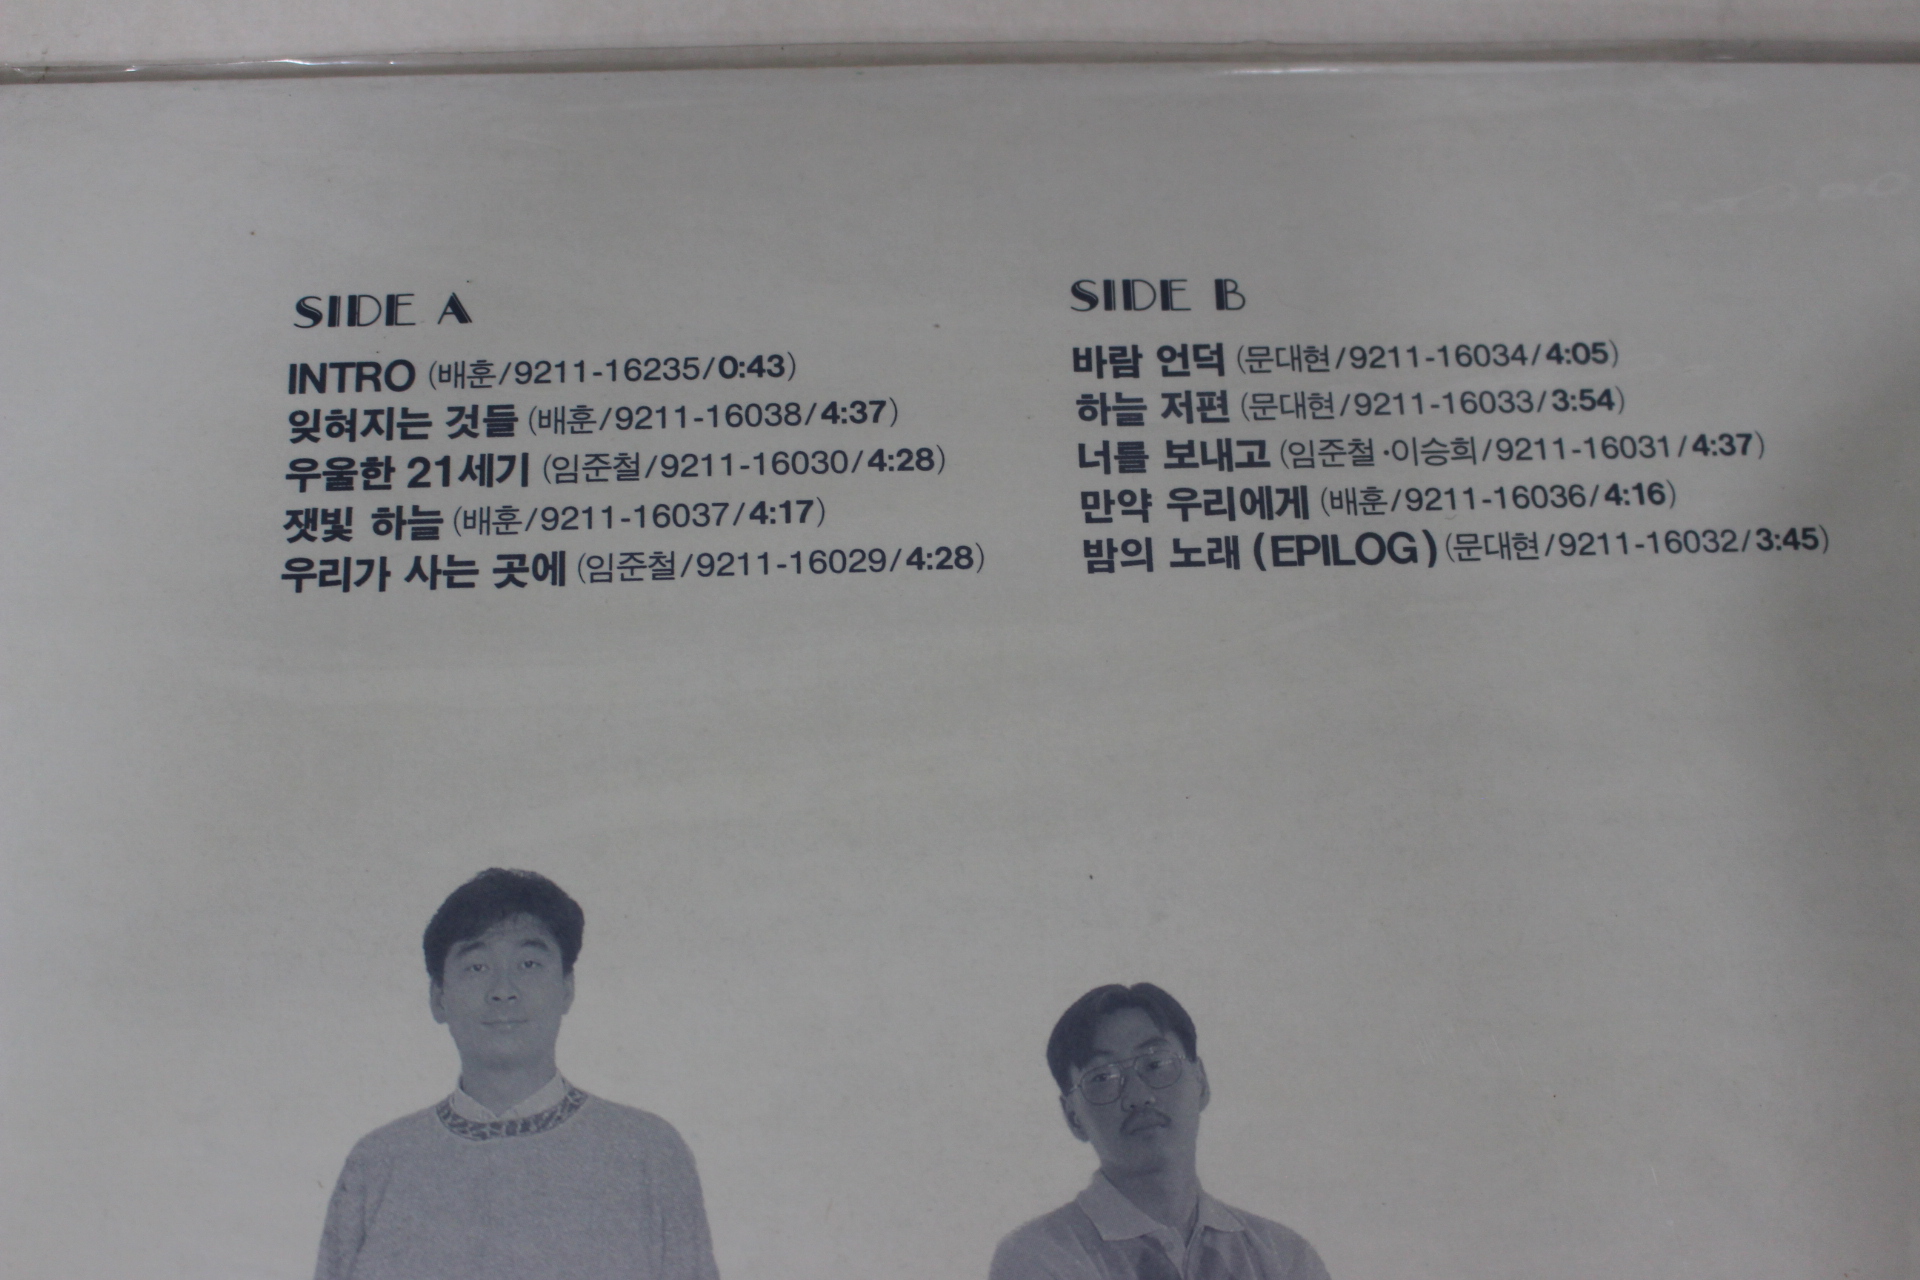 SIDE A
INTRO (배훈/9211-16235/0:43)
잊혀지는 것들 (배훈/9211-16038/4:37)
우울한 21세기 (임준철/9211-16030/4:28)
잿빛 하늘 (배훈/9211-16037/4:17)
우리가 사는 곳에 (임준철/9211-16029/4:28)
SIDE B
바람 언덕 (문대현/9211-16034/4:05)
하늘 저편 (문대현/9211-16033/3:54)
너를 보내고 (임준철·이승희/9211-16031/4:37)
만약 우리에게 (배훈/9211-16036/4:16)
밤의 노래 (EPILOG) (문대현/9211-16032/3:45)